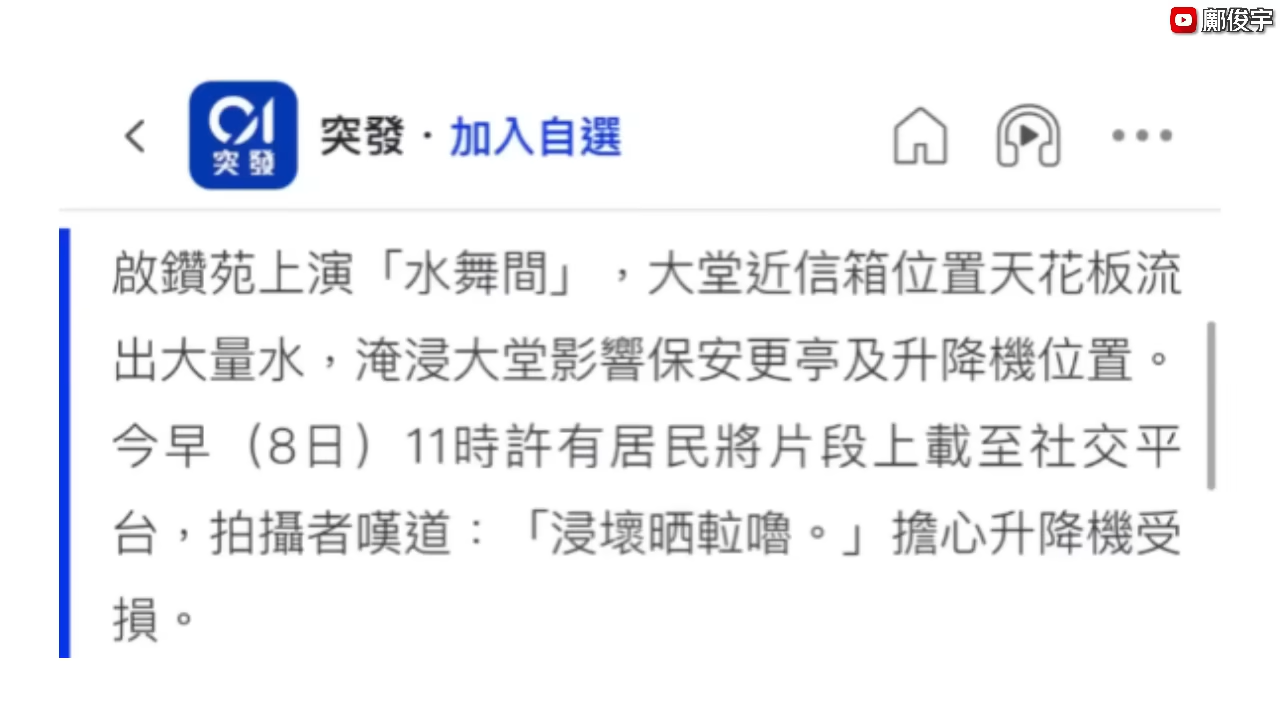 鄺俊宇
01
突發
突發·加入自選
啟鑽苑上演「水舞間」，大堂近信箱位置天花板流
出大量水，淹浸大堂影響保安更亭及升降機位置。
今早（8日）11時許有居民將片段上載至社交平
台，拍攝者嘆道：「浸壞晒𨋢嚕。」擔心升降機受
損。